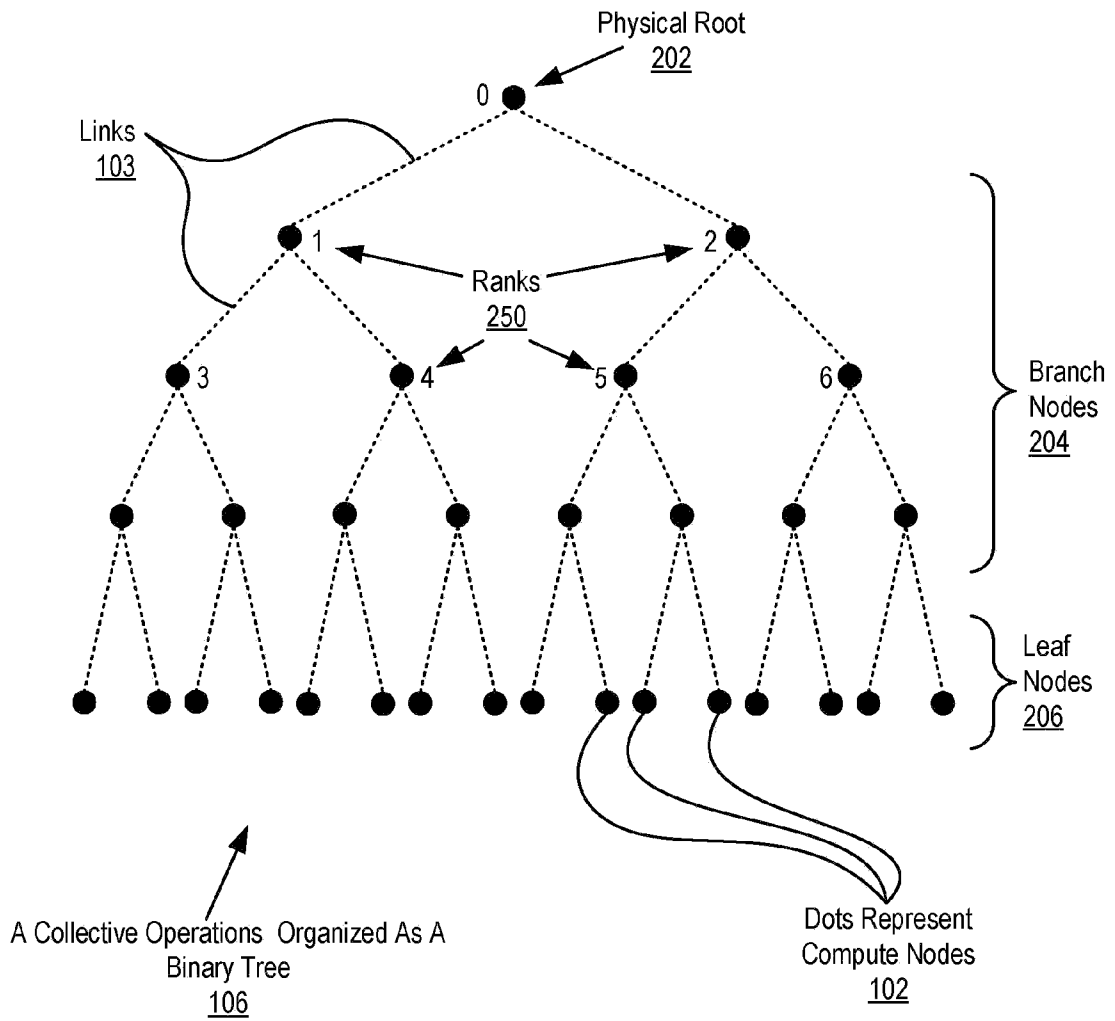 Physical Root
202
0
Links
103
1
2
Ranks
250
3
4
5
6
Branch
Nodes
204
Leaf
Nodes
206
A Collective Operations Organized As A
Binary Tree
106
Dots Represent
Compute Nodes
102